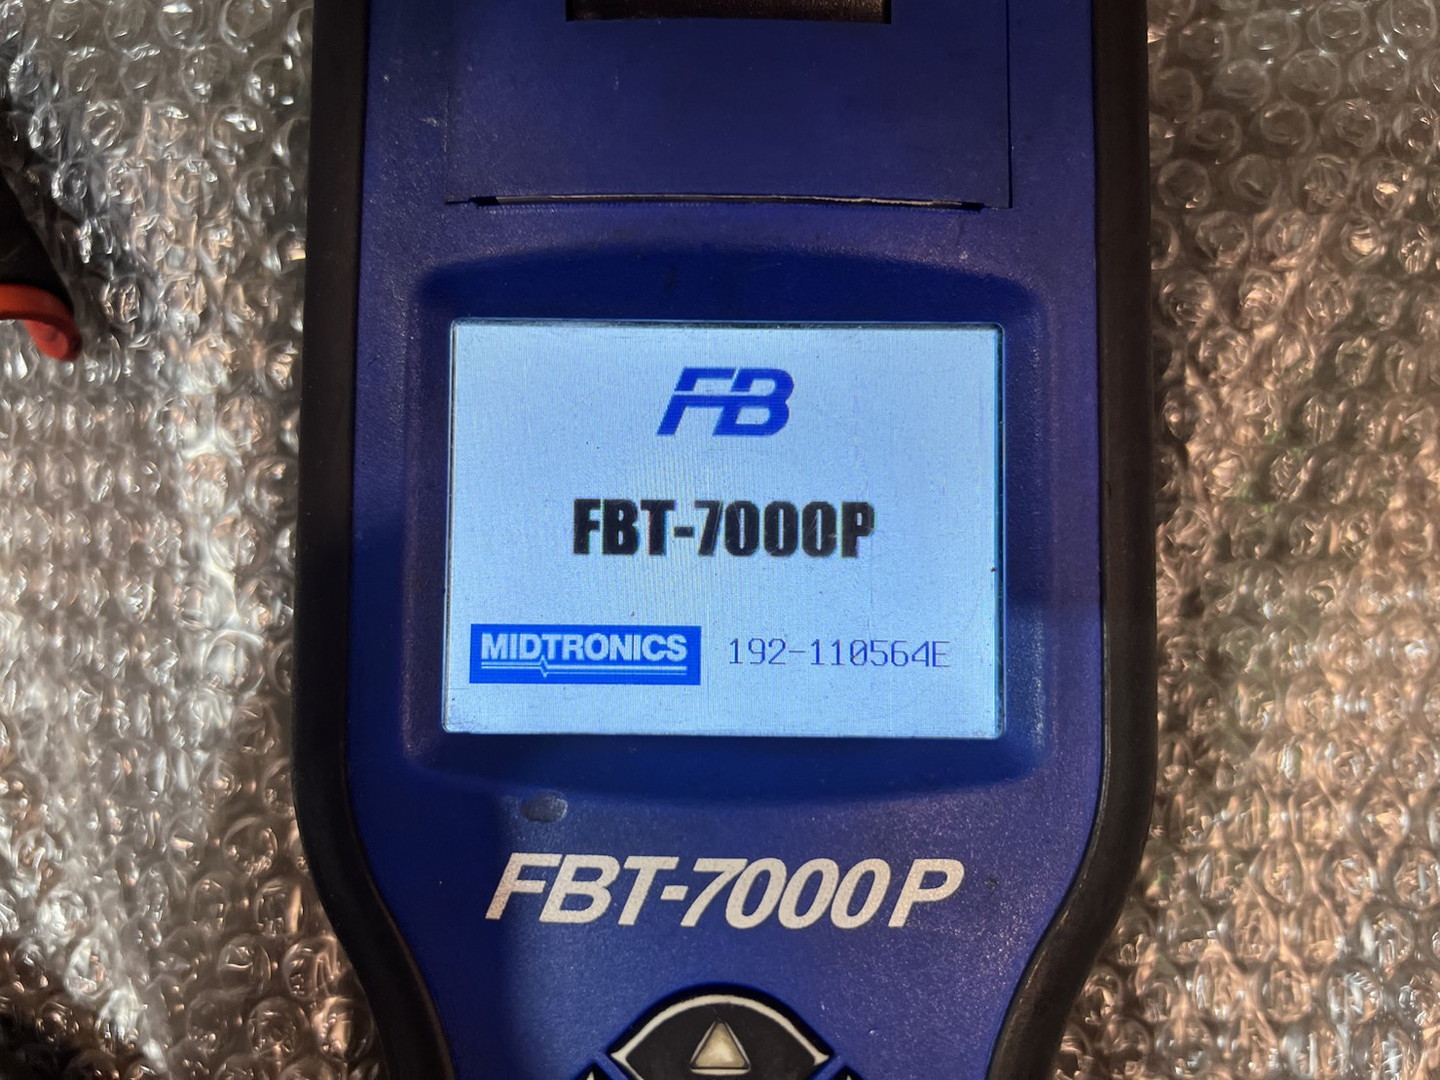 FB
FBT-7000P
MIDTRONICS 192-110564E
FBT-7000P